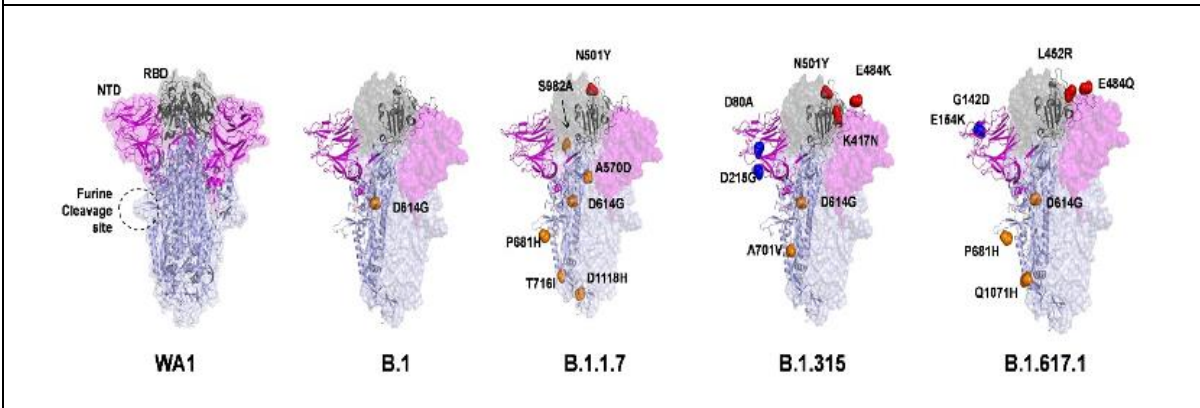 RBD
NTD
Furine
Cleavage
site
WA1
D614G
B.1
N501Y
S982A
A570D
D614G
P681H
T716I
D1118H
B.1.1.7
N501Y
E484K
D80A
K417N
D215G
D614G
A701V
B.1.315
L452R
E484Q
G142D
E154K
D614G
P681H
Q1071H
B.1.617.1